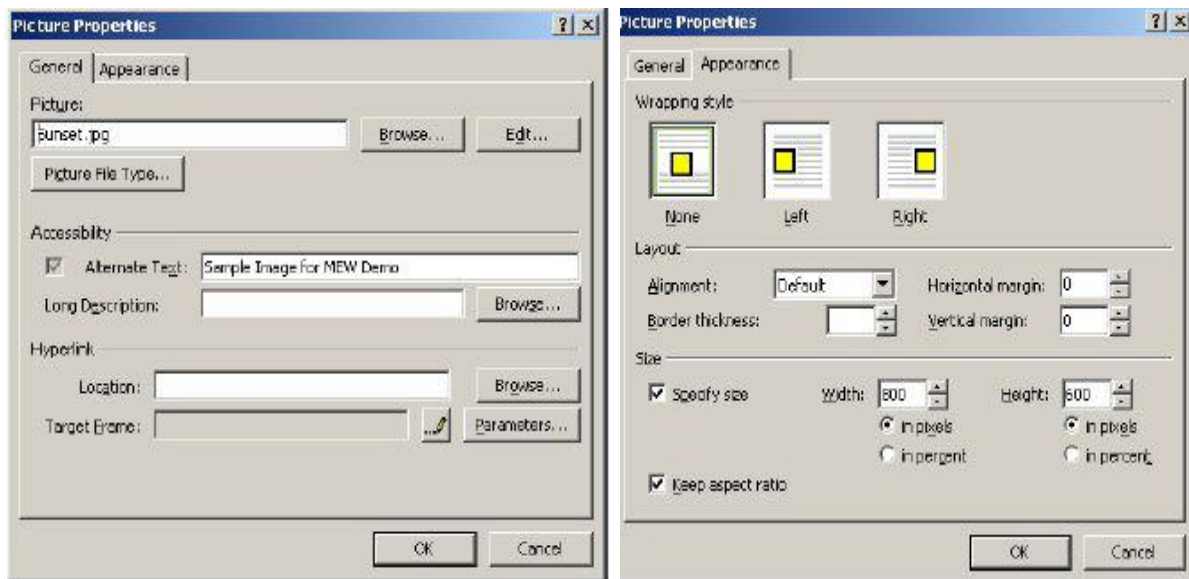 Picture Properties
General Appearance
Picture:
Sunset.jpg Browse... Edit...
Picture File Type...
Accessibility
Alternate Text: Sample Image for MEW Demo
Long Description: Browse...
Hyperlink
Location: Browse...
Target Frame: Parameters...
OK Cancel
Picture Properties
General Appearance
Wrapping style
None Left Right
Layout
Alignment: Default Horizontal margin: 0
Border thickness: Vertical margin: 0
Size
Specify size Width: 800 Height: 600
in pixels in pixels
in percent in percent
Keep aspect ratio
OK Cancel